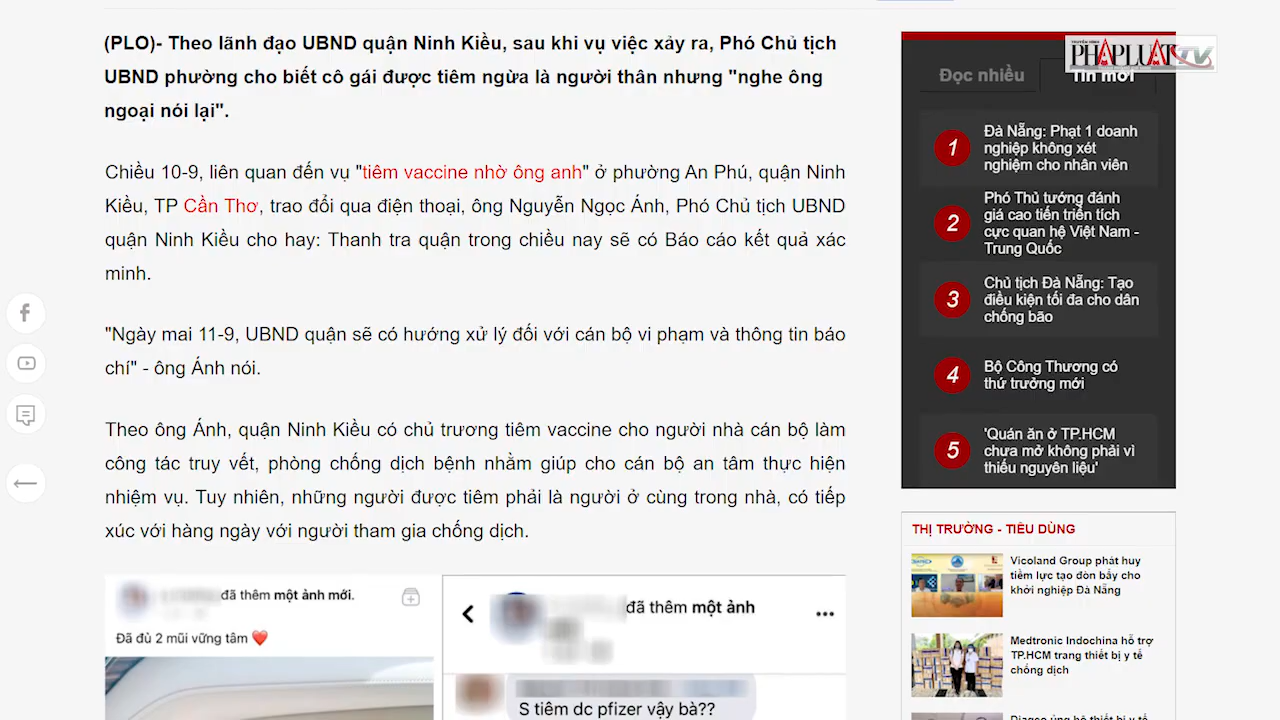 (PLO)- Theo lãnh đạo UBND quận Ninh Kiều, sau khi vụ việc xảy ra, Phó Chủ tịch
UBND phường cho biết cô gái được tiêm ngừa là người thân nhưng "nghe ông
ngoại nói lại".
Chiều 10-9, liên quan đến vụ "tiêm vaccine nhờ ông anh" ở phường An Phú, quận Ninh
Kiều, TP Cần Thơ, trao đổi qua điện thoại, ông Nguyễn Ngọc Ánh, Phó Chủ tịch UBND
quận Ninh Kiều cho hay: Thanh tra quận trong chiều nay sẽ có Báo cáo kết quả xác
minh.
"Ngày mai 11-9, UBND quận sẽ có hướng xử lý đối với cán bộ vi phạm và thông tin báo
chí" - ông Ánh nói.
Theo ông Ánh, quận Ninh Kiều có chủ trương tiêm vaccine cho người nhà cán bộ làm
công tác truy vết, phòng chống dịch bệnh nhằm giúp cho cán bộ an tâm thực hiện
nhiệm vụ. Tuy nhiên, những người được tiêm phải là người ở cùng trong nhà, có tiếp
xúc với hàng ngày với người tham gia chống dịch.
đã thêm một ảnh mới.
Đã đủ 2 mũi vững tâm ❤️
đã thêm một ảnh
S tiêm dc pfizer vậy bà??
TRUYỀN HÌNH
PHÁPLUẬT TV
Đọc nhiều
Tin mới
1
Đà Nẵng: Phạt 1 doanh
nghiệp không xét
nghiệm cho nhân viên
2
Phó Thủ tướng đánh
giá cao tiến triển tích
cực quan hệ Việt Nam -
Trung Quốc
3
Chủ tịch Đà Nẵng: Tạo
điều kiện tối đa cho dân
chống bão
4
Bộ Công Thương có
thứ trưởng mới
5
'Quán ăn ở TP.HCM
chưa mở không phải vì
thiếu nguyên liệu'
THỊ TRƯỜNG - TIÊU DÙNG
Vicoland Group phát huy
tiềm lực tạo đòn bẩy cho
khởi nghiệp Đà Nẵng
Medtronic Indochina hỗ trợ
TP.HCM trang thiết bị y tế
chống dịch
Diageo ủng hộ thiết bị y tế